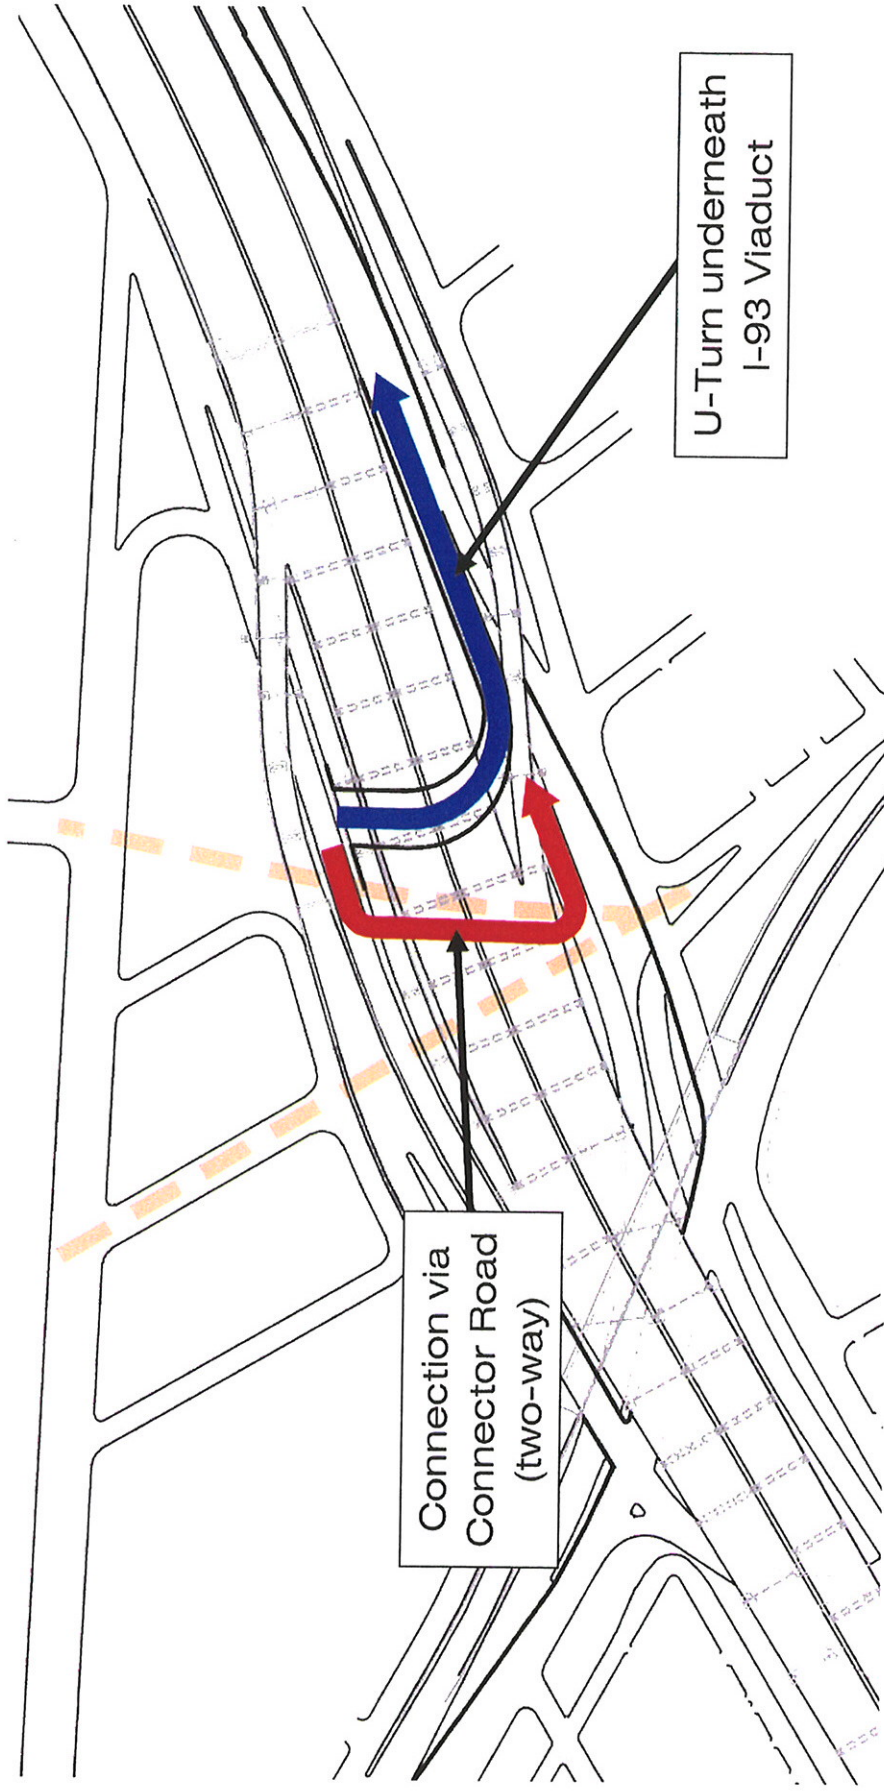 Connection via
Connector Road
(two-way)
U-Turn underneath
I-93 Viaduct